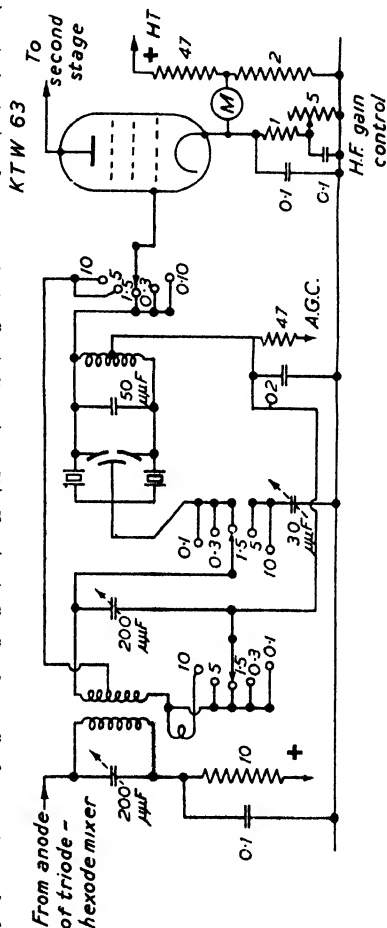 From anode
of triode-
hexode mixer
200
μμF
0·1
10
+
10
5
1·5
0·3
0·1
200
μμF
0·1
0·3
1·5
5
10
30
μμF
50
μμF
0·2
47
A.G.C.
10
5
1·5
0·3
0·10
KTW 63
To
second
stage
M
+ HT
47
2
1
5
0·1
0·1
H.F. gain
control